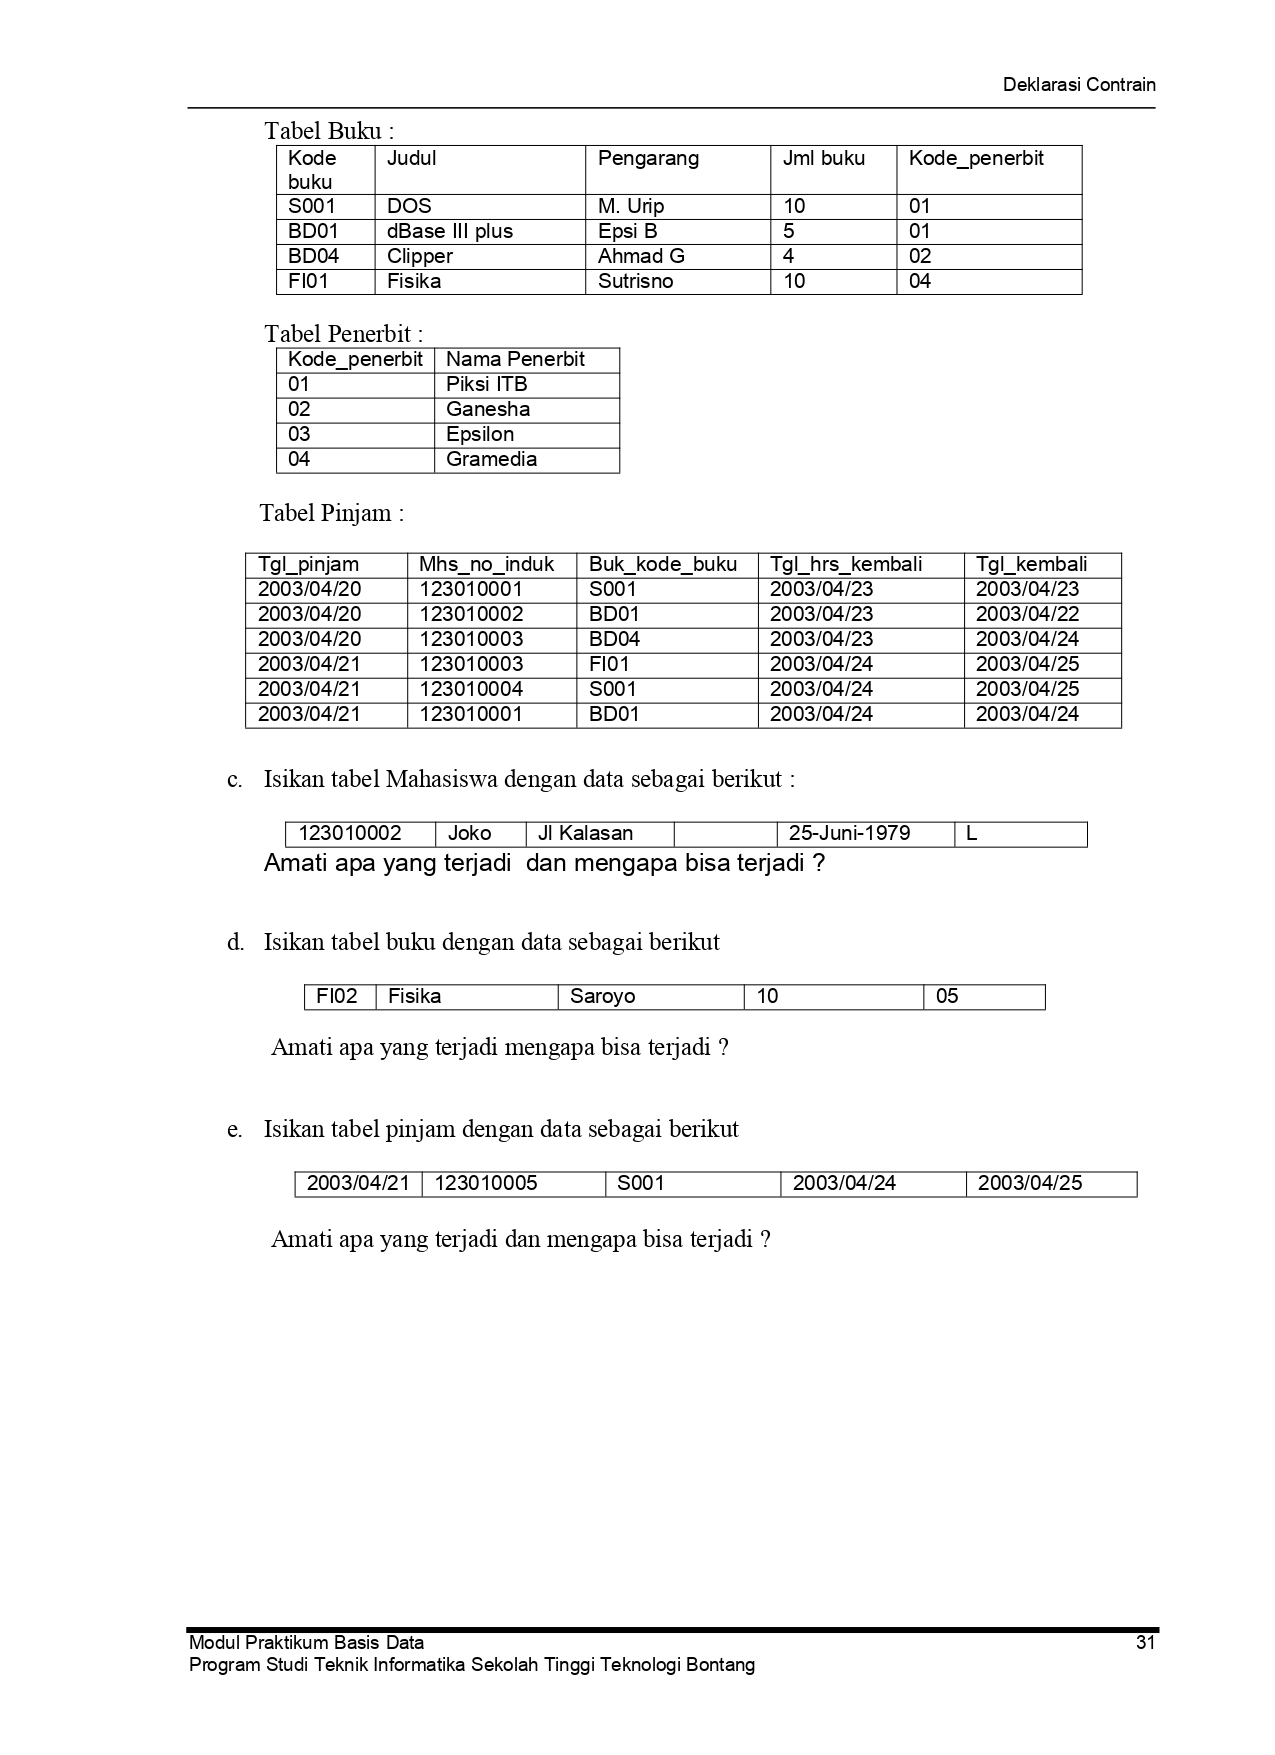 Deklarasi Contrain
Tabel Buku :
Kode buku Judul Pengarang Jml buku Kode_penerbit
S001 DOS M. Urip 10 01
BD01 dBase III plus Epsi B 5 01
BD04 Clipper Ahmad G 4 02
FI01 Fisika Sutrisno 10 04
Tabel Penerbit :
Kode_penerbit Nama Penerbit
01 Piksi ITB
02 Ganesha
03 Epsilon
04 Gramedia
Tabel Pinjam :
Tgl_pinjam Mhs_no_induk Buk_kode_buku Tgl_hrs_kembali Tgl_kembali
2003/04/20 123010001 S001 2003/04/23 2003/04/23
2003/04/20 123010002 BD01 2003/04/23 2003/04/22
2003/04/20 123010003 BD04 2003/04/23 2003/04/24
2003/04/21 123010003 FI01 2003/04/24 2003/04/25
2003/04/21 123010004 S001 2003/04/24 2003/04/25
2003/04/21 123010001 BD01 2003/04/24 2003/04/24
c. Isikan tabel Mahasiswa dengan data sebagai berikut :
123010002 Joko Jl Kalasan 25-Juni-1979 L
Amati apa yang terjadi dan mengapa bisa terjadi ?
d. Isikan tabel buku dengan data sebagai berikut
FI02 Fisika Saroyo 10 05
Amati apa yang terjadi mengapa bisa terjadi ?
e. Isikan tabel pinjam dengan data sebagai berikut
2003/04/21 123010005 S001 2003/04/24 2003/04/25
Amati apa yang terjadi dan mengapa bisa terjadi ?
Modul Praktikum Basis Data 31
Program Studi Teknik Informatika Sekolah Tinggi Teknologi Bontang